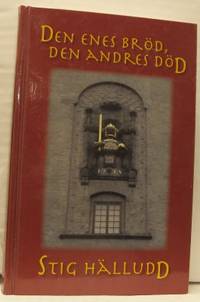 DEN ENES BRÖD,
DEN ANDRES DÖD
STIG HÄLLUDD